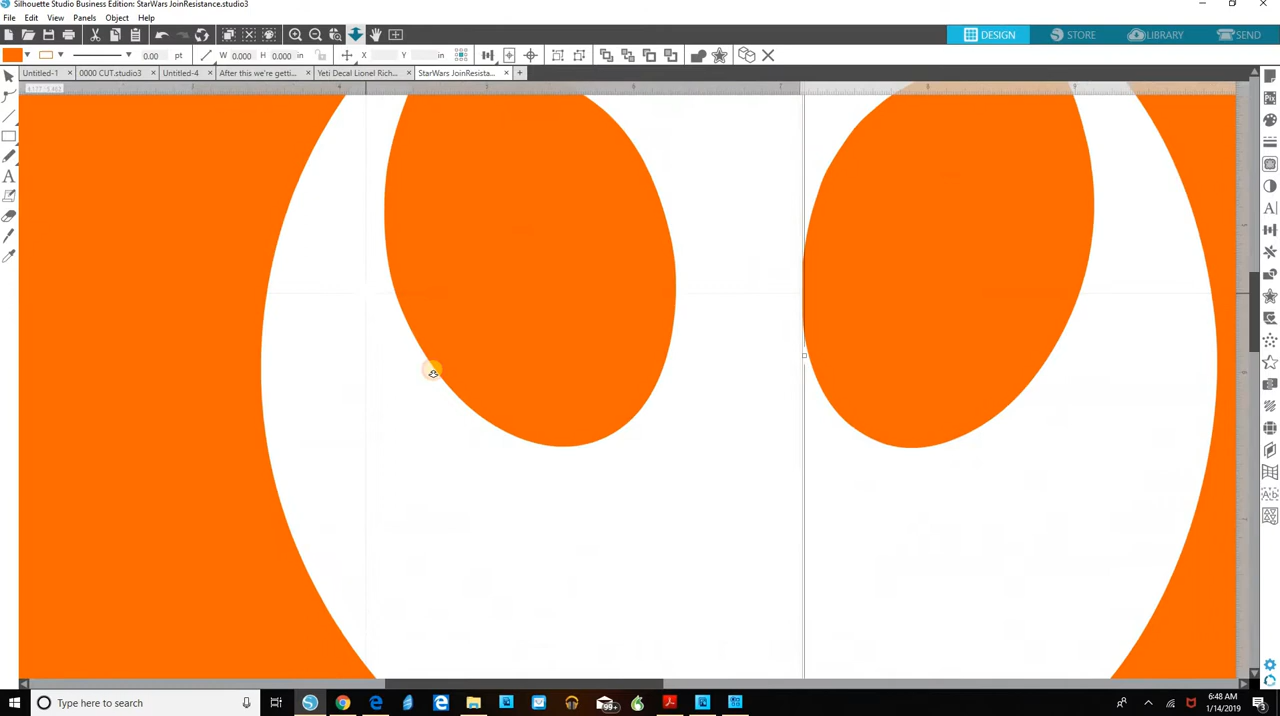 Silhouette Studio Business Edition: StarWars JoinResistance.studio3
File Edit View Panels Object Help
DESIGN STORE LIBRARY SEND
0.00 pt W 0.000 H 0.000 in X Y in
Untitled-1 0000 CUT.studio3 Untitled-4 After this we're getti... Yeti Decal Lionel Rich... StarWars JoinResista...
Type here to search
99+
6:48 AM
1/14/2019